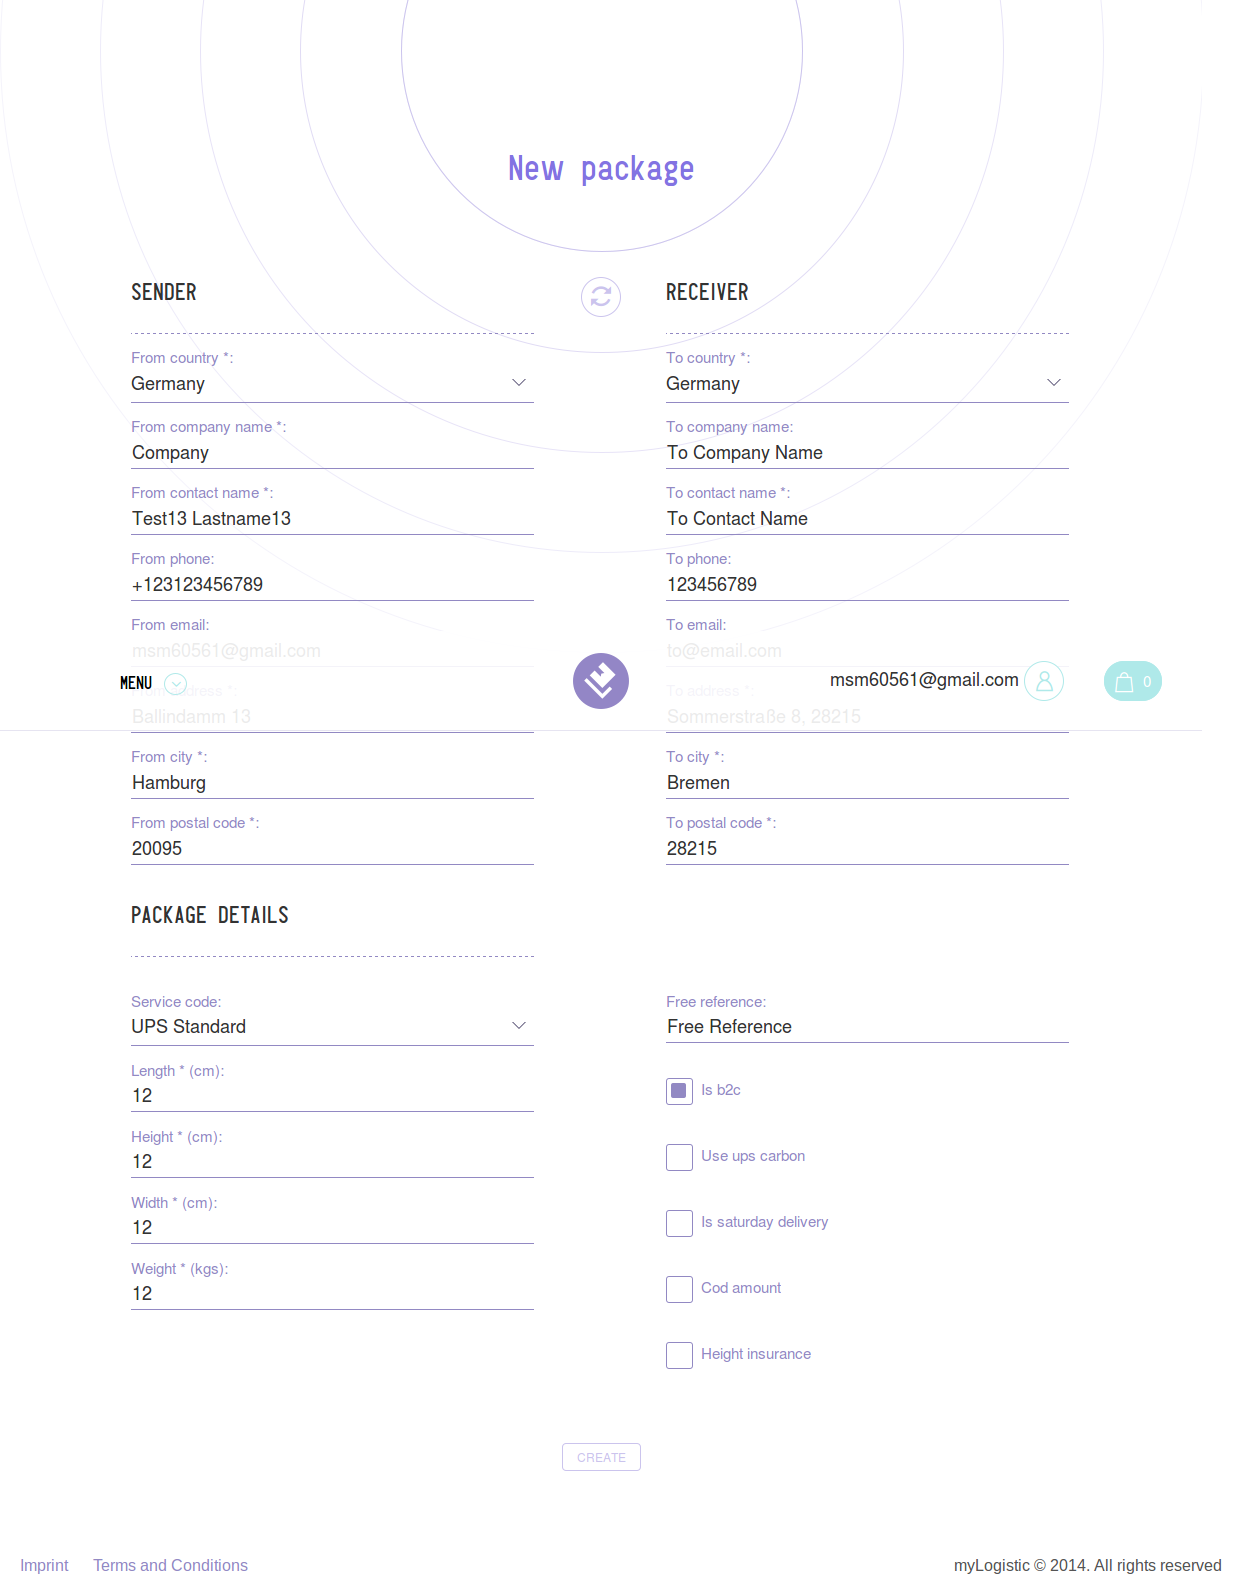 New package
SENDER
RECEIVER
From country *:
To country *:
Germany
Germany
From company name *:
To company name:
Company
To Company Name
From contact name *:
To contact name *:
Test13 Lastname13
To Contact Name
From phone:
To phone:
+123123456789
123456789
From email:
To email:
msm60561@gmail.com
to@email.com
MENU
msm60561@gmail.com
0
address *:
To address *:
Ballindamm 13
Sommerstraße 8, 28215
From city *:
To city *:
Hamburg
Bremen
From postal code *:
To postal code *:
20095
28215
PACKAGE DETAILS
Service code:
Free reference:
UPS Standard
Free Reference
Length * (cm):
12
Is b2c
Height * (cm):
12
Use ups carbon
Width * (cm):
12
Is saturday delivery
Weight * (kgs):
12
Cod amount
Height insurance
CREATE
Imprint
Terms and Conditions
myLogistic © 2014. All rights reserved